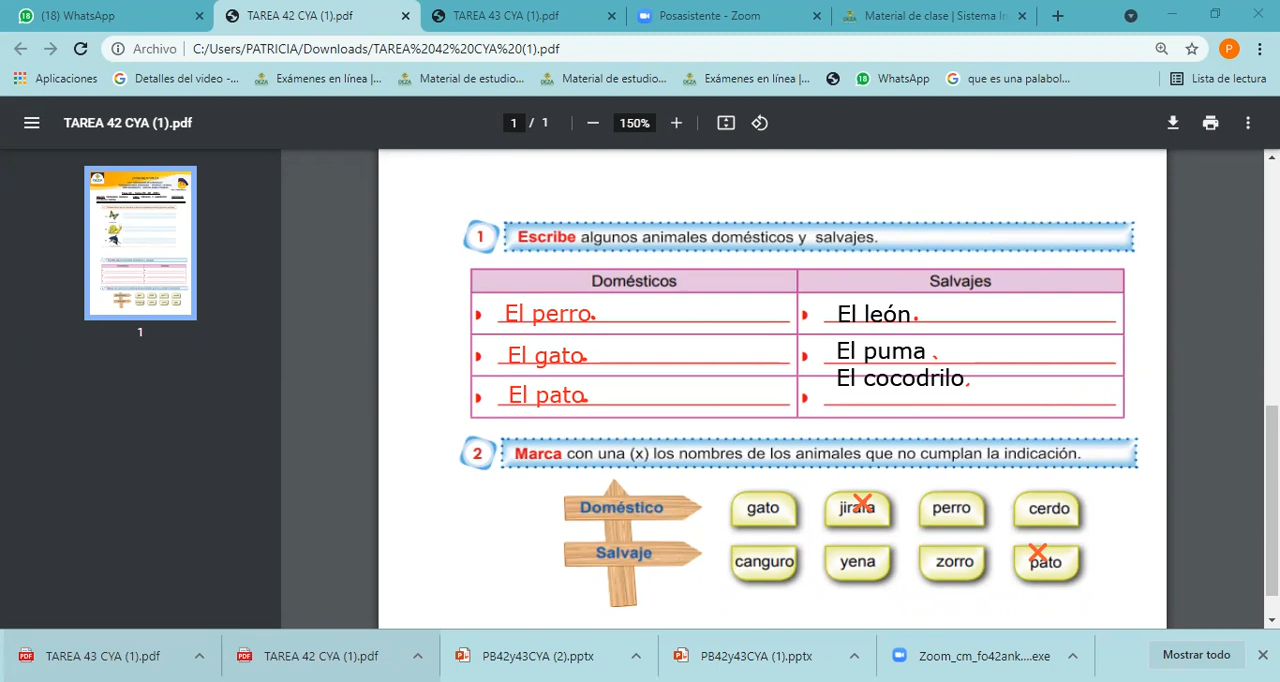 (18) WhatsApp
TAREA 42 CYA (1).pdf
TAREA 43 CYA (1).pdf
Posasistente - Zoom
Material de clase | Sistema In
Archivo | C:/Users/PATRICIA/Downloads/TAREA%2042%20CYA%20(1).pdf
P
Aplicaciones
Detalles del video -...
Exámenes en línea |...
Material de estudio...
Material de estudio...
Exámenes en línea |...
WhatsApp
que es una palabol...
Lista de lectura
TAREA 42 CYA (1).pdf
1 / 1
150%
1
1 Escribe algunos animales domésticos y salvajes.
Domésticos Salvajes
El perro. El león.
El gato. El puma .
El pato. El cocodrilo.
2 Marca con una (x) los nombres de los animales que no cumplan la indicación.
Doméstico gato jirafa perro cerdo
Salvaje canguro yena zorro pato
TAREA 43 CYA (1).pdf
TAREA 42 CYA (1).pdf
PB42y43CYA (2).pptx
PB42y43CYA (1).pptx
Zoom_cm_fo42ank....exe
Mostrar todo